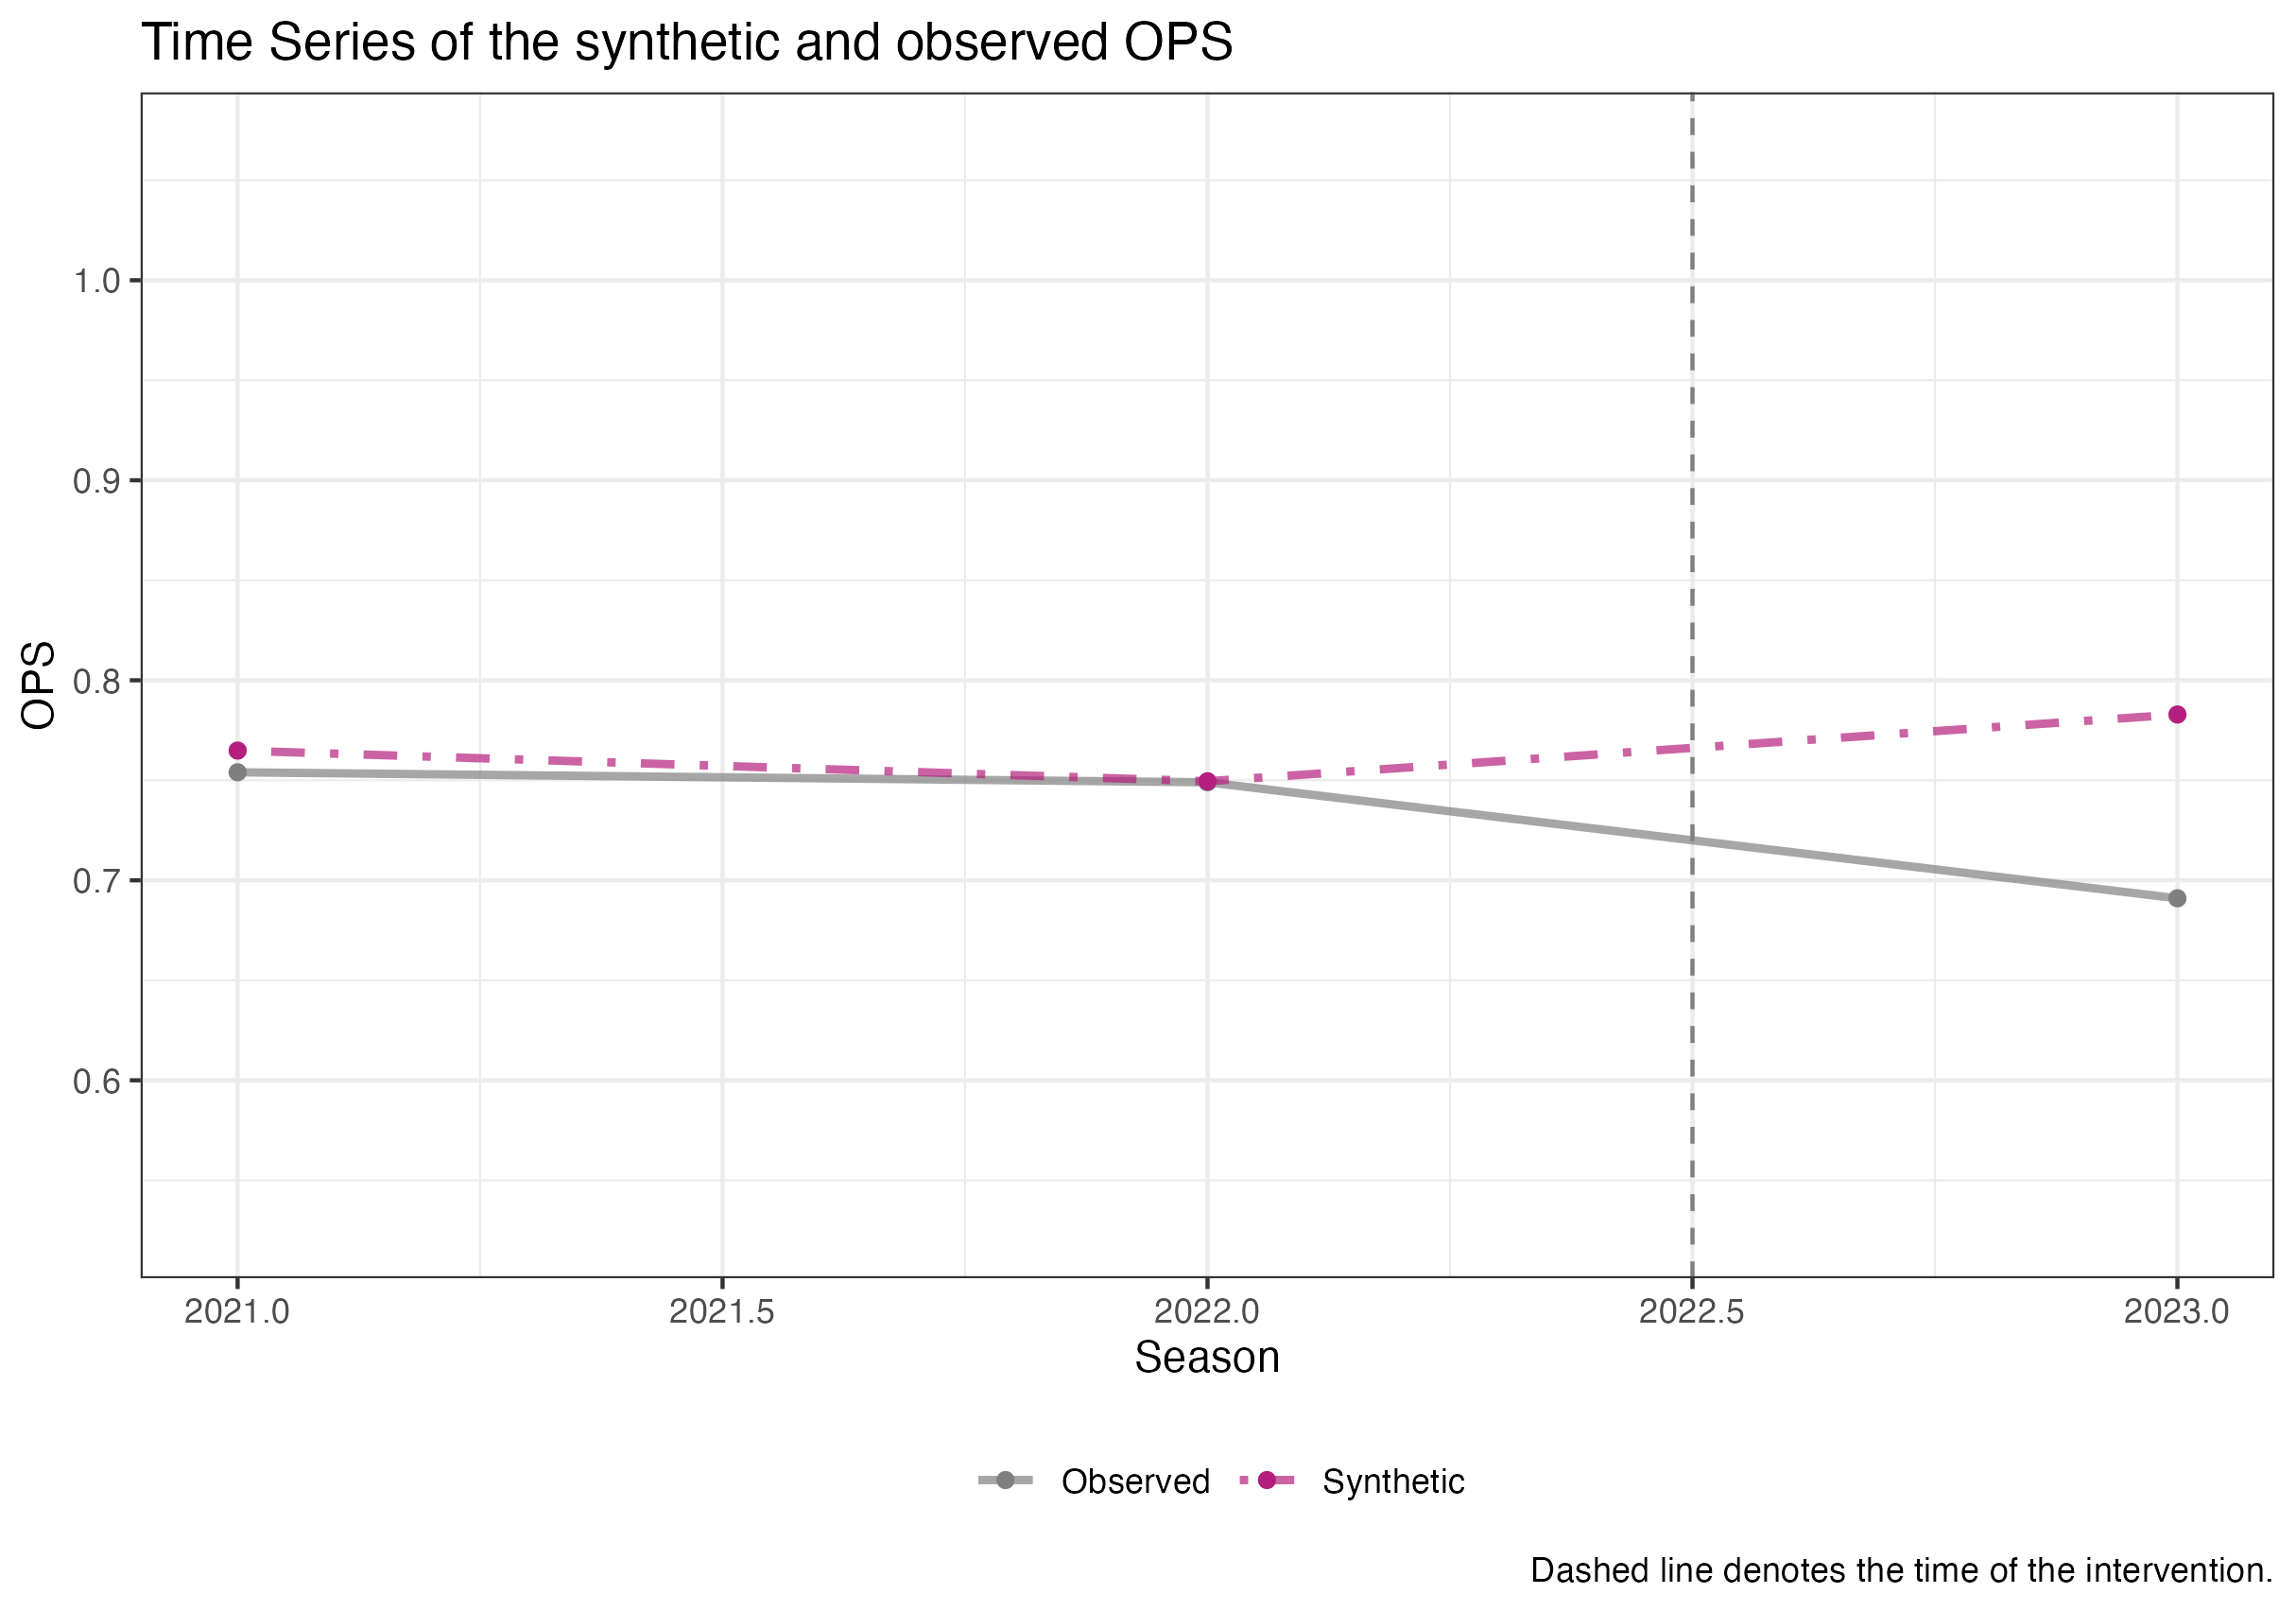 Time Series of the synthetic and observed OPS
OPS
1.0
0.9
0.8
0.7
0.6
2021.0 2021.5 2022.0 2022.5 2023.0
Season
Observed Synthetic
Dashed line denotes the time of the intervention.